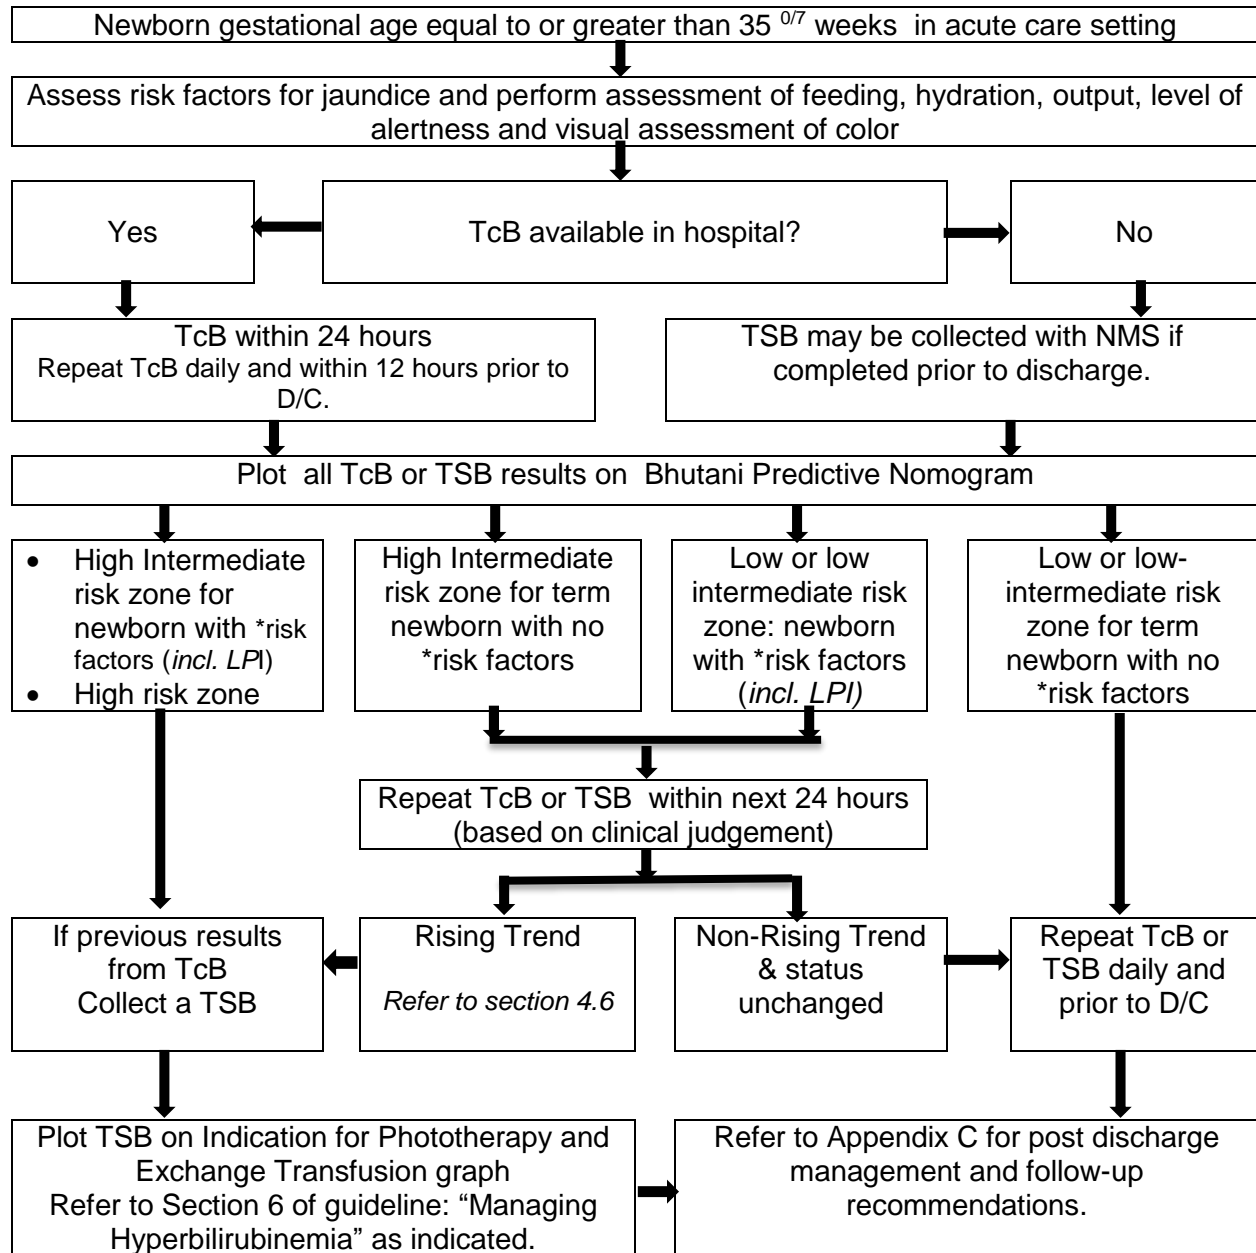 Newborn gestational age equal to or greater than 35 0/7 weeks in acute care setting
Assess risk factors for jaundice and perform assessment of feeding, hydration, output, level of
alertness and visual assessment of color
Yes
TcB available in hospital?
No
TcB within 24 hours
Repeat TcB daily and within 12 hours prior to
D/C.
TSB may be collected with NMS if
completed prior to discharge.
Plot all TcB or TSB results on Bhutani Predictive Nomogram
• High Intermediate
risk zone for
newborn with *risk
factors (incl. LPI)
• High risk zone
High Intermediate
risk zone for term
newborn with no
*risk factors
Low or low
intermediate risk
zone: newborn
with *risk factors
(incl. LPI)
Low or low-
intermediate risk
zone for term
newborn with no
*risk factors
Repeat TcB or TSB within next 24 hours
(based on clinical judgement)
If previous results
from TcB
Collect a TSB
Rising Trend
Refer to section 4.6
Non-Rising Trend
& status
unchanged
Repeat TcB or
TSB daily and
prior to D/C
Plot TSB on Indication for Phototherapy and
Exchange Transfusion graph
Refer to Section 6 of guideline: “Managing
Hyperbilirubinemia” as indicated.
Refer to Appendix C for post discharge
management and follow-up
recommendations.